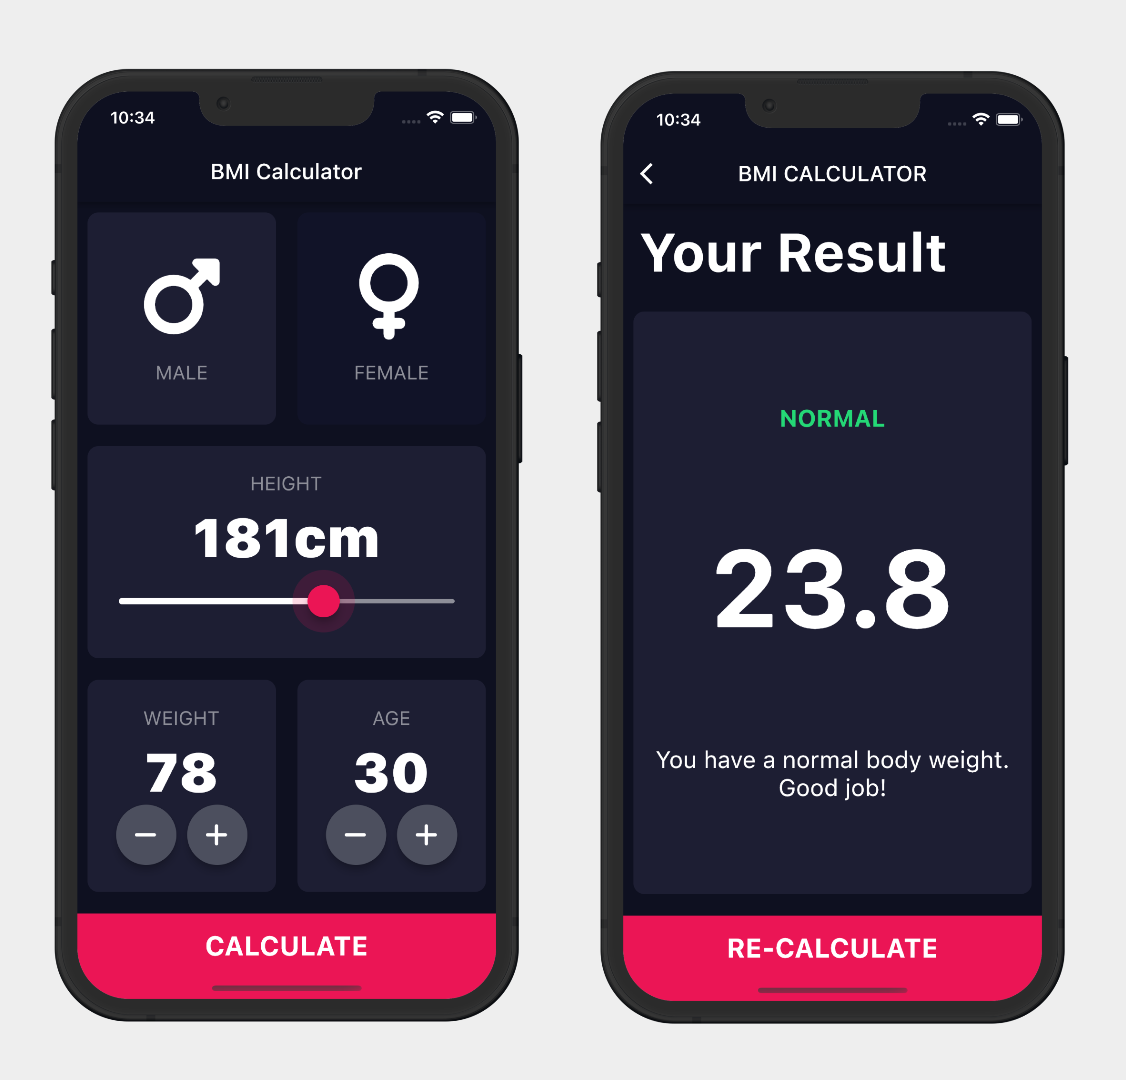 10:34
BMI Calculator
MALE
FEMALE
HEIGHT
181cm
WEIGHT
78
AGE
30
CALCULATE
10:34
BMI CALCULATOR
Your Result
NORMAL
23.8
You have a normal body weight.
Good job!
RE-CALCULATE